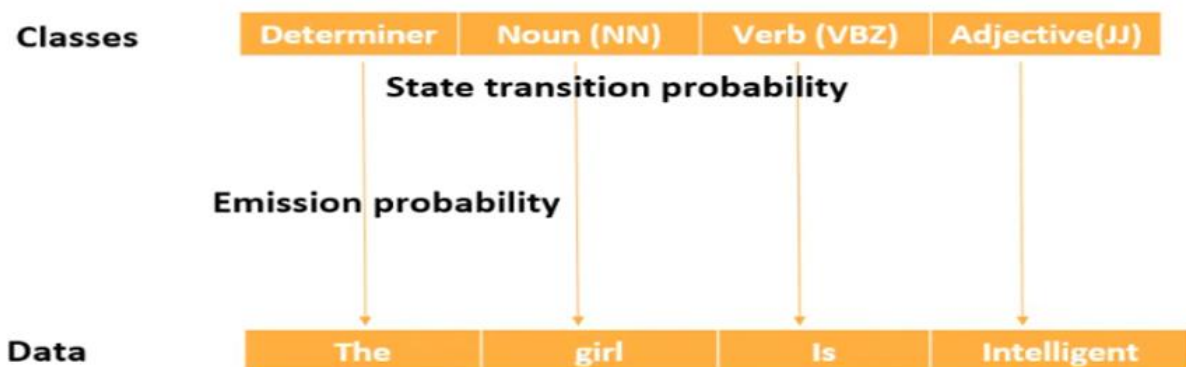 Classes Determiner Noun (NN) Verb (VBZ) Adjective(JJ)
State transition probability
Emission probability
Data The girl Is Intelligent